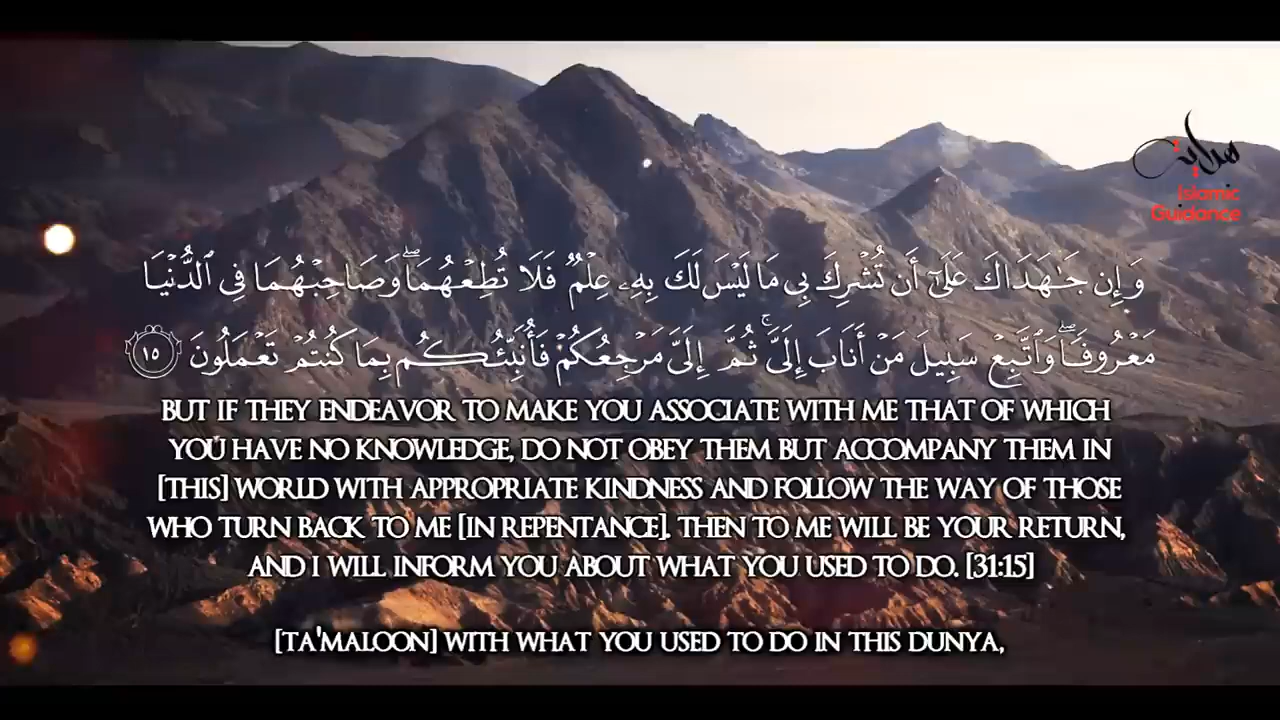 هداية
Islamic
Guidance
وَإِن جَٰهَدَاكَ عَلَىٰٓ أَن تُشْرِكَ بِى مَا لَيْسَ لَكَ بِهِۦ عِلْمٌ فَلَا تُطِعْهُمَا ۖ وَصَاحِبْهُمَا فِى ٱلدُّنْيَا
مَعْرُوفًا ۖ وَٱتَّبِعْ سَبِيلَ مَنْ أَنَابَ إِلَىَّ ۚ ثُمَّ إِلَىَّ مَرْجِعُكُمْ فَأُنَبِّئُكُم بِمَا كُنتُمْ تَعْمَلُونَ ١٥
BUT IF THEY ENDEAVOR TO MAKE YOU ASSOCIATE WITH ME THAT OF WHICH
YOU HAVE NO KNOWLEDGE, DO NOT OBEY THEM BUT ACCOMPANY THEM IN
[THIS] WORLD WITH APPROPRIATE KINDNESS AND FOLLOW THE WAY OF THOSE
WHO TURN BACK TO ME [IN REPENTANCE]. THEN TO ME WILL BE YOUR RETURN,
AND I WILL INFORM YOU ABOUT WHAT YOU USED TO DO. [31:15]
[TA'MALOON] WITH WHAT YOU USED TO DO IN THIS DUNYA,